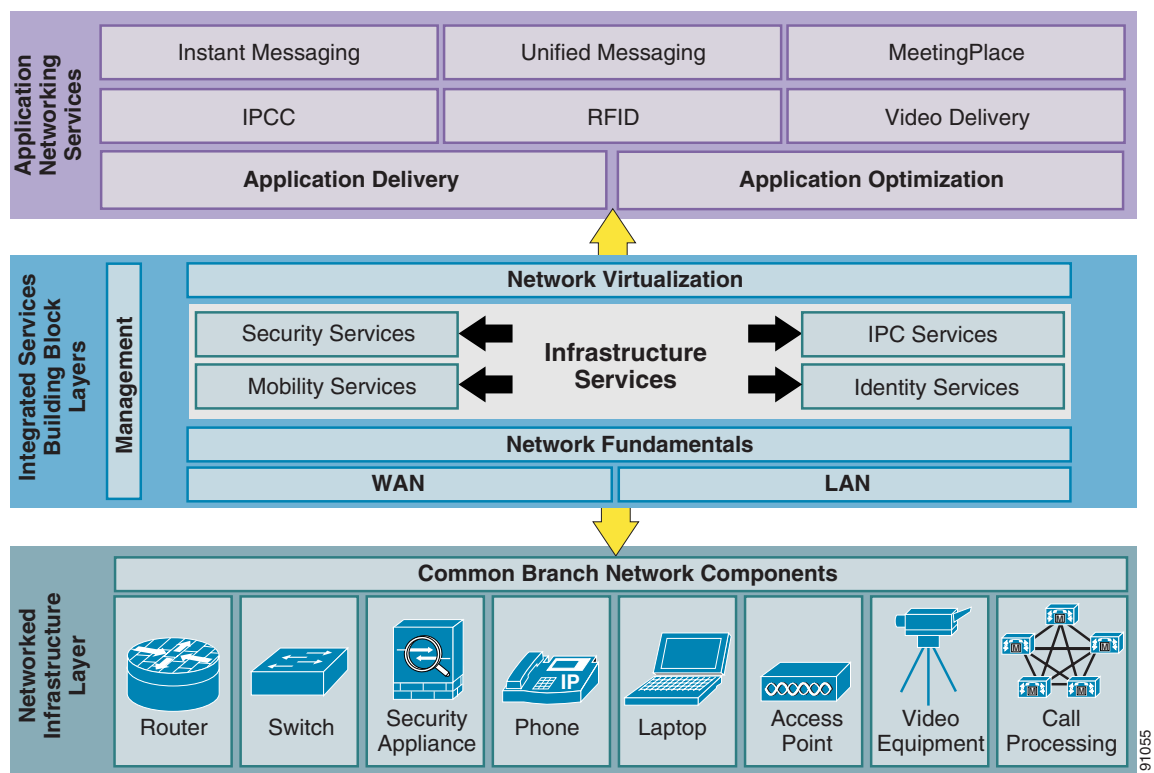 Application
Networking
Services
Instant Messaging
Unified Messaging
MeetingPlace
IPCC
RFID
Video Delivery
Application Delivery
Application Optimization
Integrated Services
Building Block
Layers
Management
Network Virtualization
Security Services
Infrastructure
Services
IPC Services
Mobility Services
Identity Services
Network Fundamentals
WAN
LAN
Networked
Infrastructure
Layer
Common Branch Network Components
IP
M
M
M
M
M
Router
Switch
Security
Appliance
Phone
Laptop
Access
Point
Video
Equipment
Call
Processing
91055